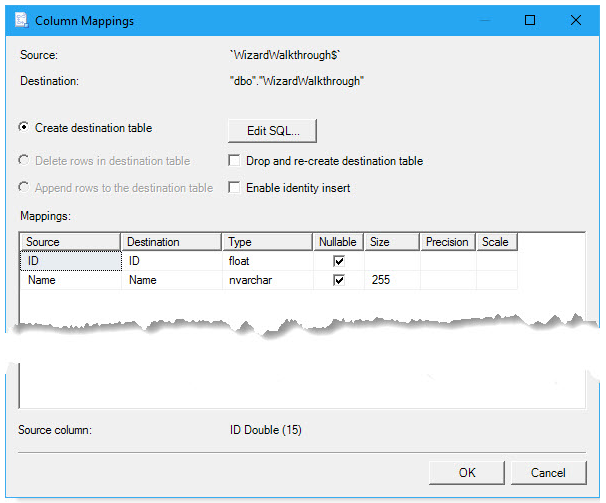 Column Mappings
Source: `WizardWalkthrough$`
Destination: "dbo"."WizardWalkthrough"
Create destination table Edit SQL...
Delete rows in destination table Drop and re-create destination table
Append rows to the destination table Enable identity insert
Mappings:
Source Destination Type Nullable Size Precision Scale
ID ID float
Name Name nvarchar 255
Source column: ID Double (15)
OK Cancel